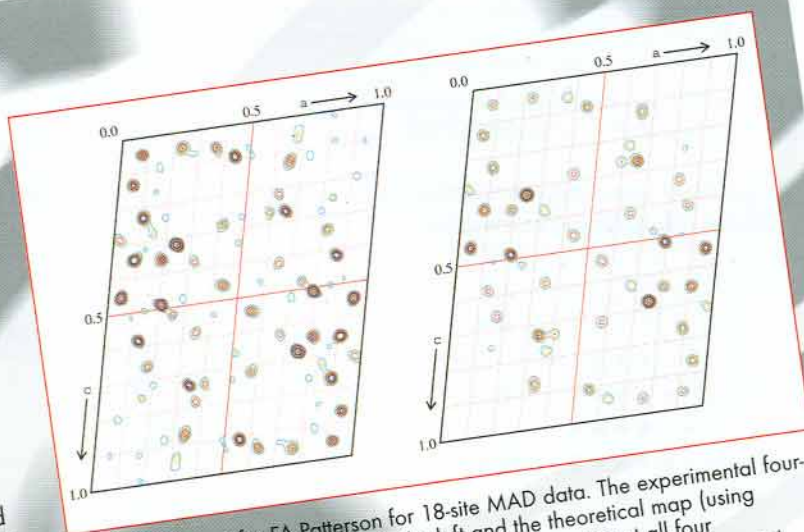 0.0
0.5
a
1.0
0.5
c
1.0
0.0
0.5
a
1.0
0.5
c
1.0
FA Patterson for 18-site MAD data. The experimental four-
left and the theoretical map (using
all four